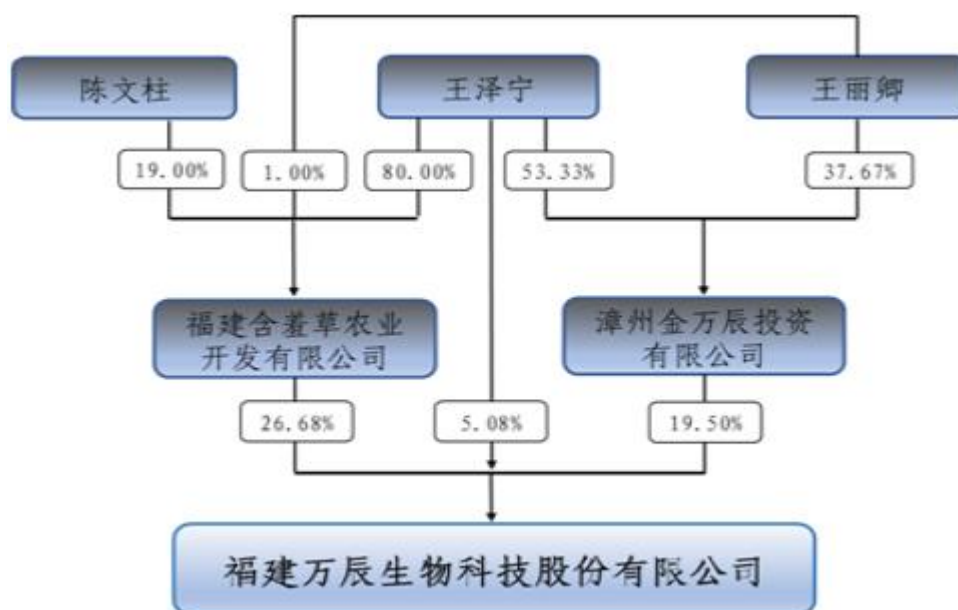 陈文柱
王泽宁
王丽卿
19.00%
1.00%
80.00%
53.33%
37.67%
福建含羞草农业
开发有限公司
漳州金万辰投资
有限公司
26.68%
5.08%
19.50%
福建万辰生物科技股份有限公司